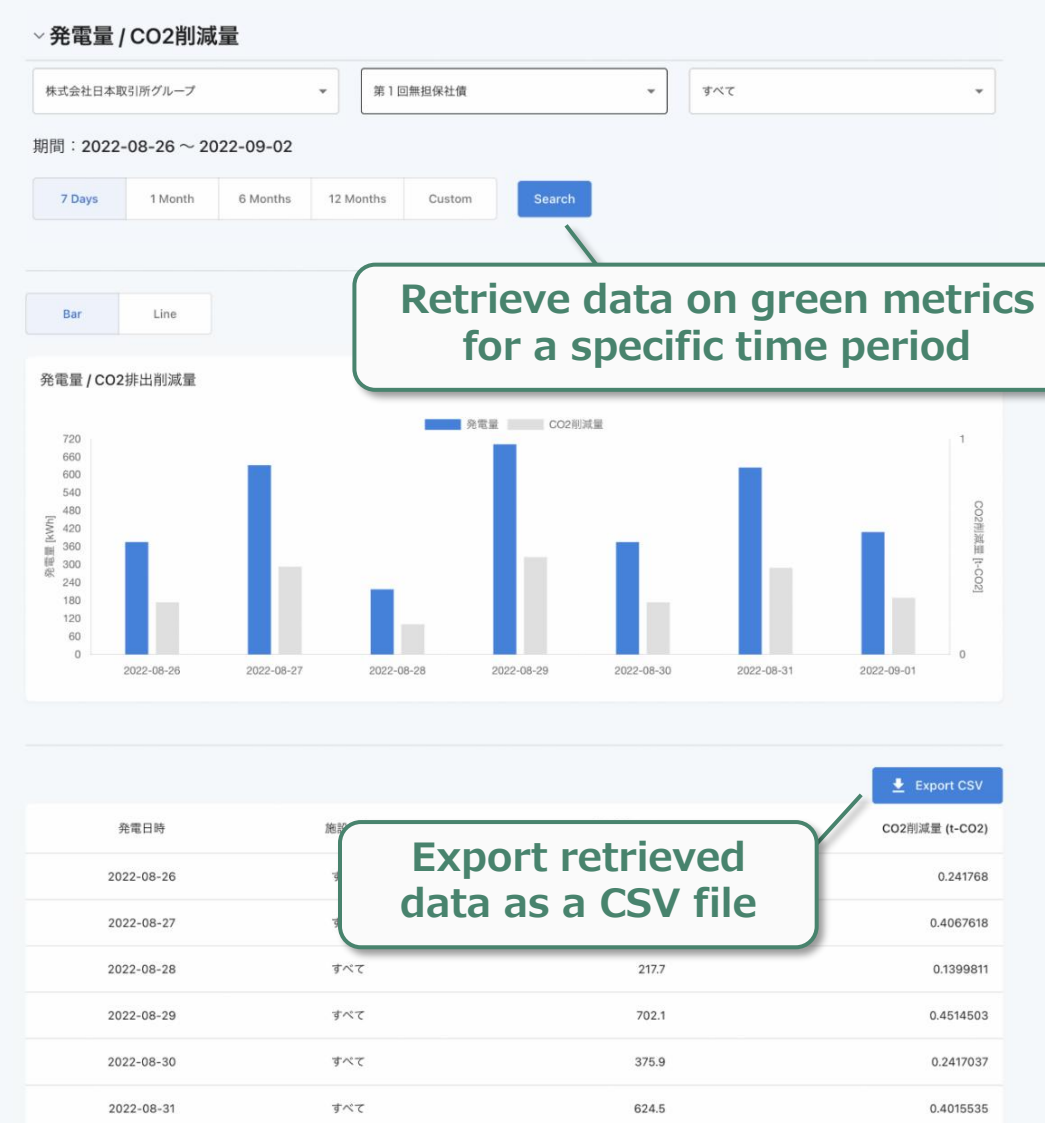 発電量 / CO2削減量
株式会社日本取引所グループ
第1回無担保社債
すべて
期間：2022-08-26 〜 2022-09-02
7 Days
1 Month
6 Months
12 Months
Custom
Search
Retrieve data on green metrics
for a specific time period
Bar
Line
発電量 / CO2排出削減量
発電量
CO2削減量
720
660
600
540
480
420
360
300
240
180
120
60
0
発電量 [kWh]
1
0
CO2削減量 [t-CO2]
2022-08-26
2022-08-27
2022-08-28
2022-08-29
2022-08-30
2022-08-31
2022-09-01
Export CSV
発電日時 施設 CO2削減量 (t-CO2)
Export retrieved
data as a CSV file
2022-08-26 0.241768
2022-08-27 0.4067618
2022-08-28 すべて 217.7 0.1399811
2022-08-29 すべて 702.1 0.4514503
2022-08-30 すべて 375.9 0.2417037
2022-08-31 すべて 624.5 0.4015535